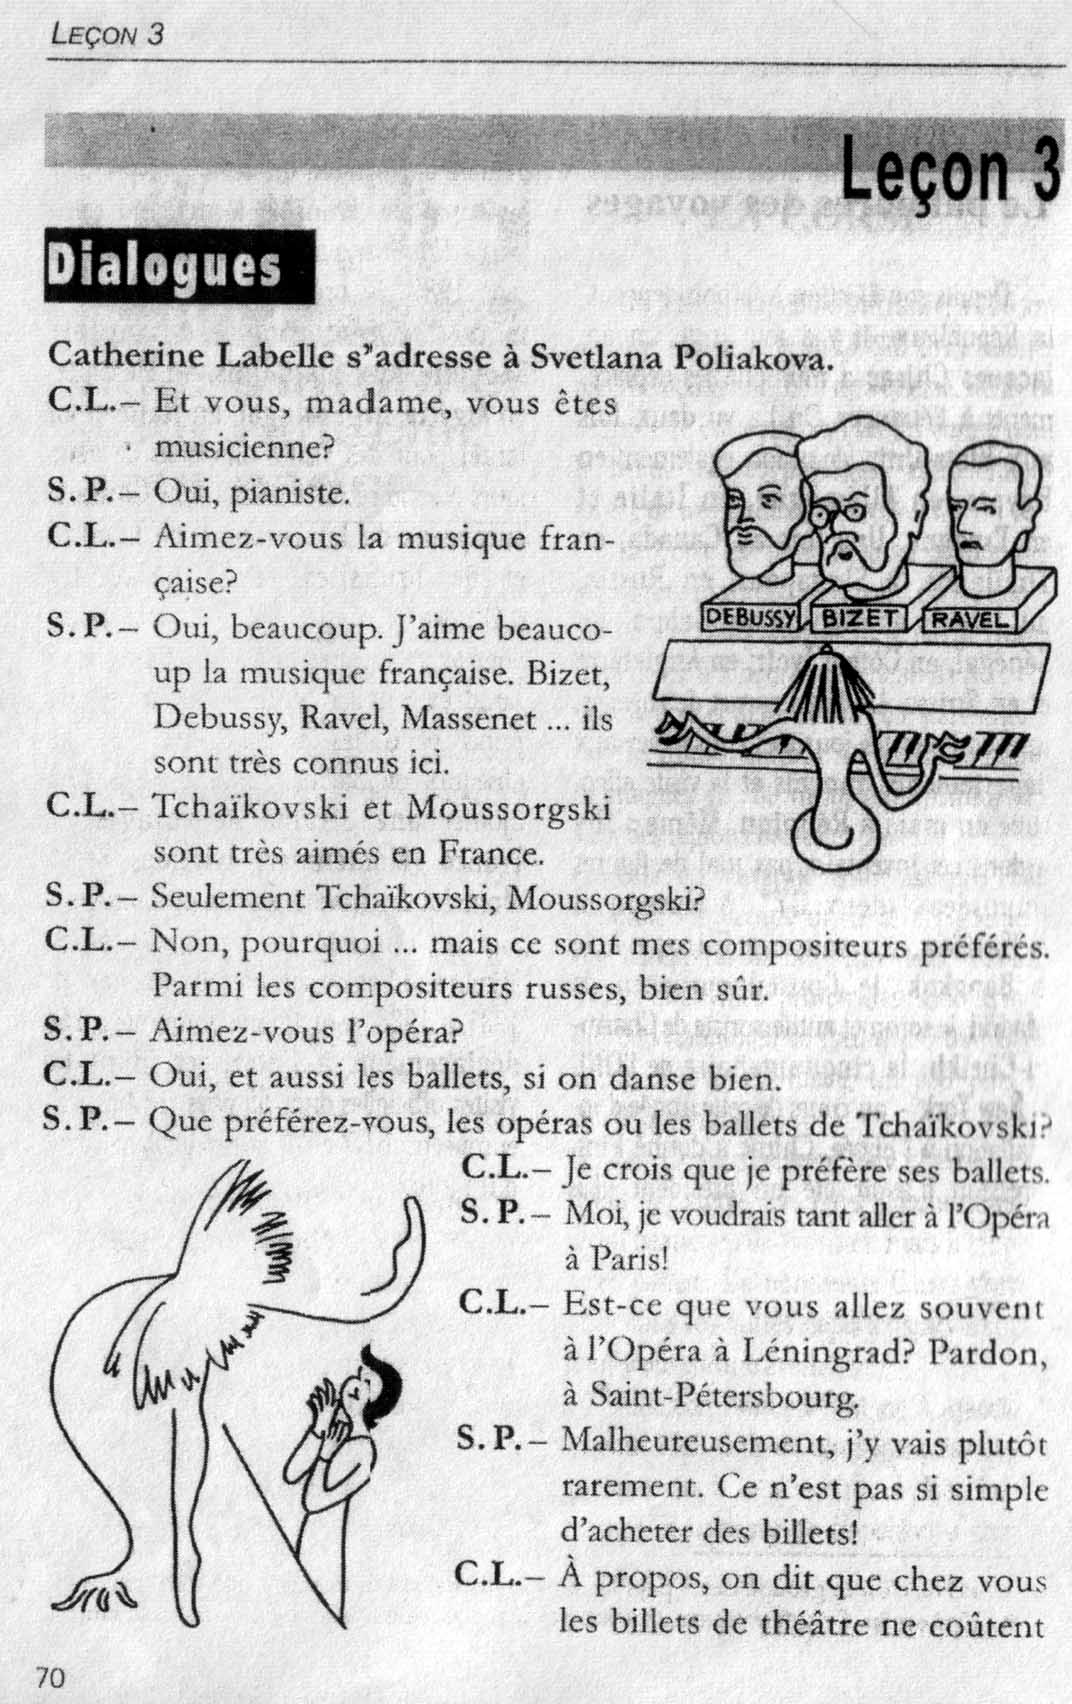 LEÇON 3
Leçon 3
Dialogues
Catherine Labelle s'adresse à Svetlana Poliakova.
C.L.– Et vous, madame, vous êtes
musicienne?
S. P.– Oui, pianiste.
C.L.– Aimez-vous la musique fran-
çaise?
S. P.– Oui, beaucoup. J'aime beauco-
up la musique française. Bizet,
Debussy, Ravel, Massenet ... ils
sont très connus ici.
C.L.– Tchaïkovski et Moussorgski
sont très aimés en France.
DEBUSSY BIZET RAVEL
S. P.– Seulement Tchaïkovski, Moussorgski?
C.L.– Non, pourquoi ... mais ce sont mes compositeurs préférés.
Parmi les compositeurs russes, bien sûr.
S. P.– Aimez-vous l'opéra?
C.L.– Oui, et aussi les ballets, si on danse bien.
S. P.– Que préférez-vous, les opéras ou les ballets de Tchaïkovski?
C.L.– Je crois que je préfère ses ballets.
S. P.– Moi, je voudrais tant aller à l'Opéra
à Paris!
C.L.– Est-ce que vous allez souvent
à l'Opéra à Léningrad? Pardon,
à Saint-Pétersbourg.
S. P.– Malheureusement, j'y vais plutôt
rarement. Ce n'est pas si simple
d'acheter des billets!
C.L.– À propos, on dit que chez vous
les billets de théâtre ne coûtent
70